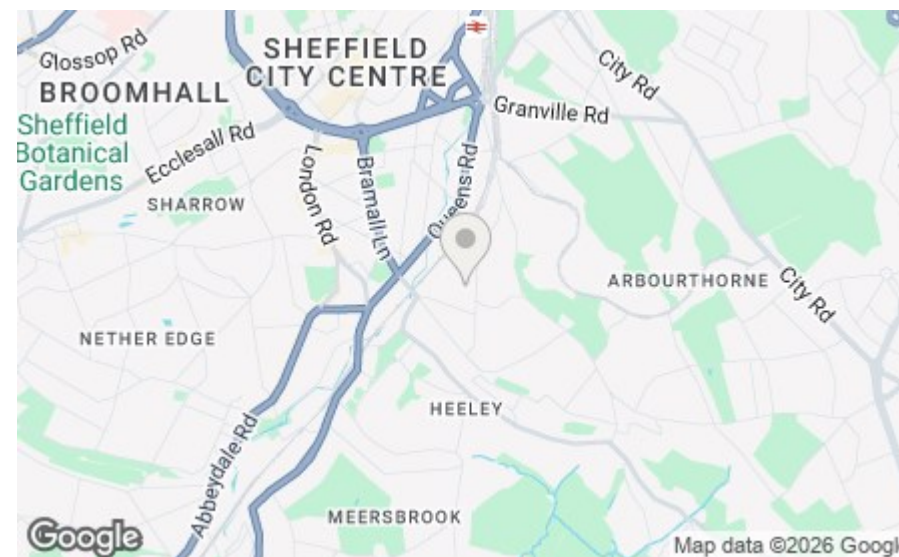 Glossop Rd
SHEFFIELD
CITY CENTRE
City Rd
BROOMHALL
Granville Rd
Sheffield
Botanical
Gardens
Ecclesall Rd
London Rd
Bramall Ln
Queens Rd
SHARROW
ARBOURTHORNE
City Rd
NETHER EDGE
HEELEY
Abbeydale Rd
MEERSBROOK
Google
Map data ©2026 Googl